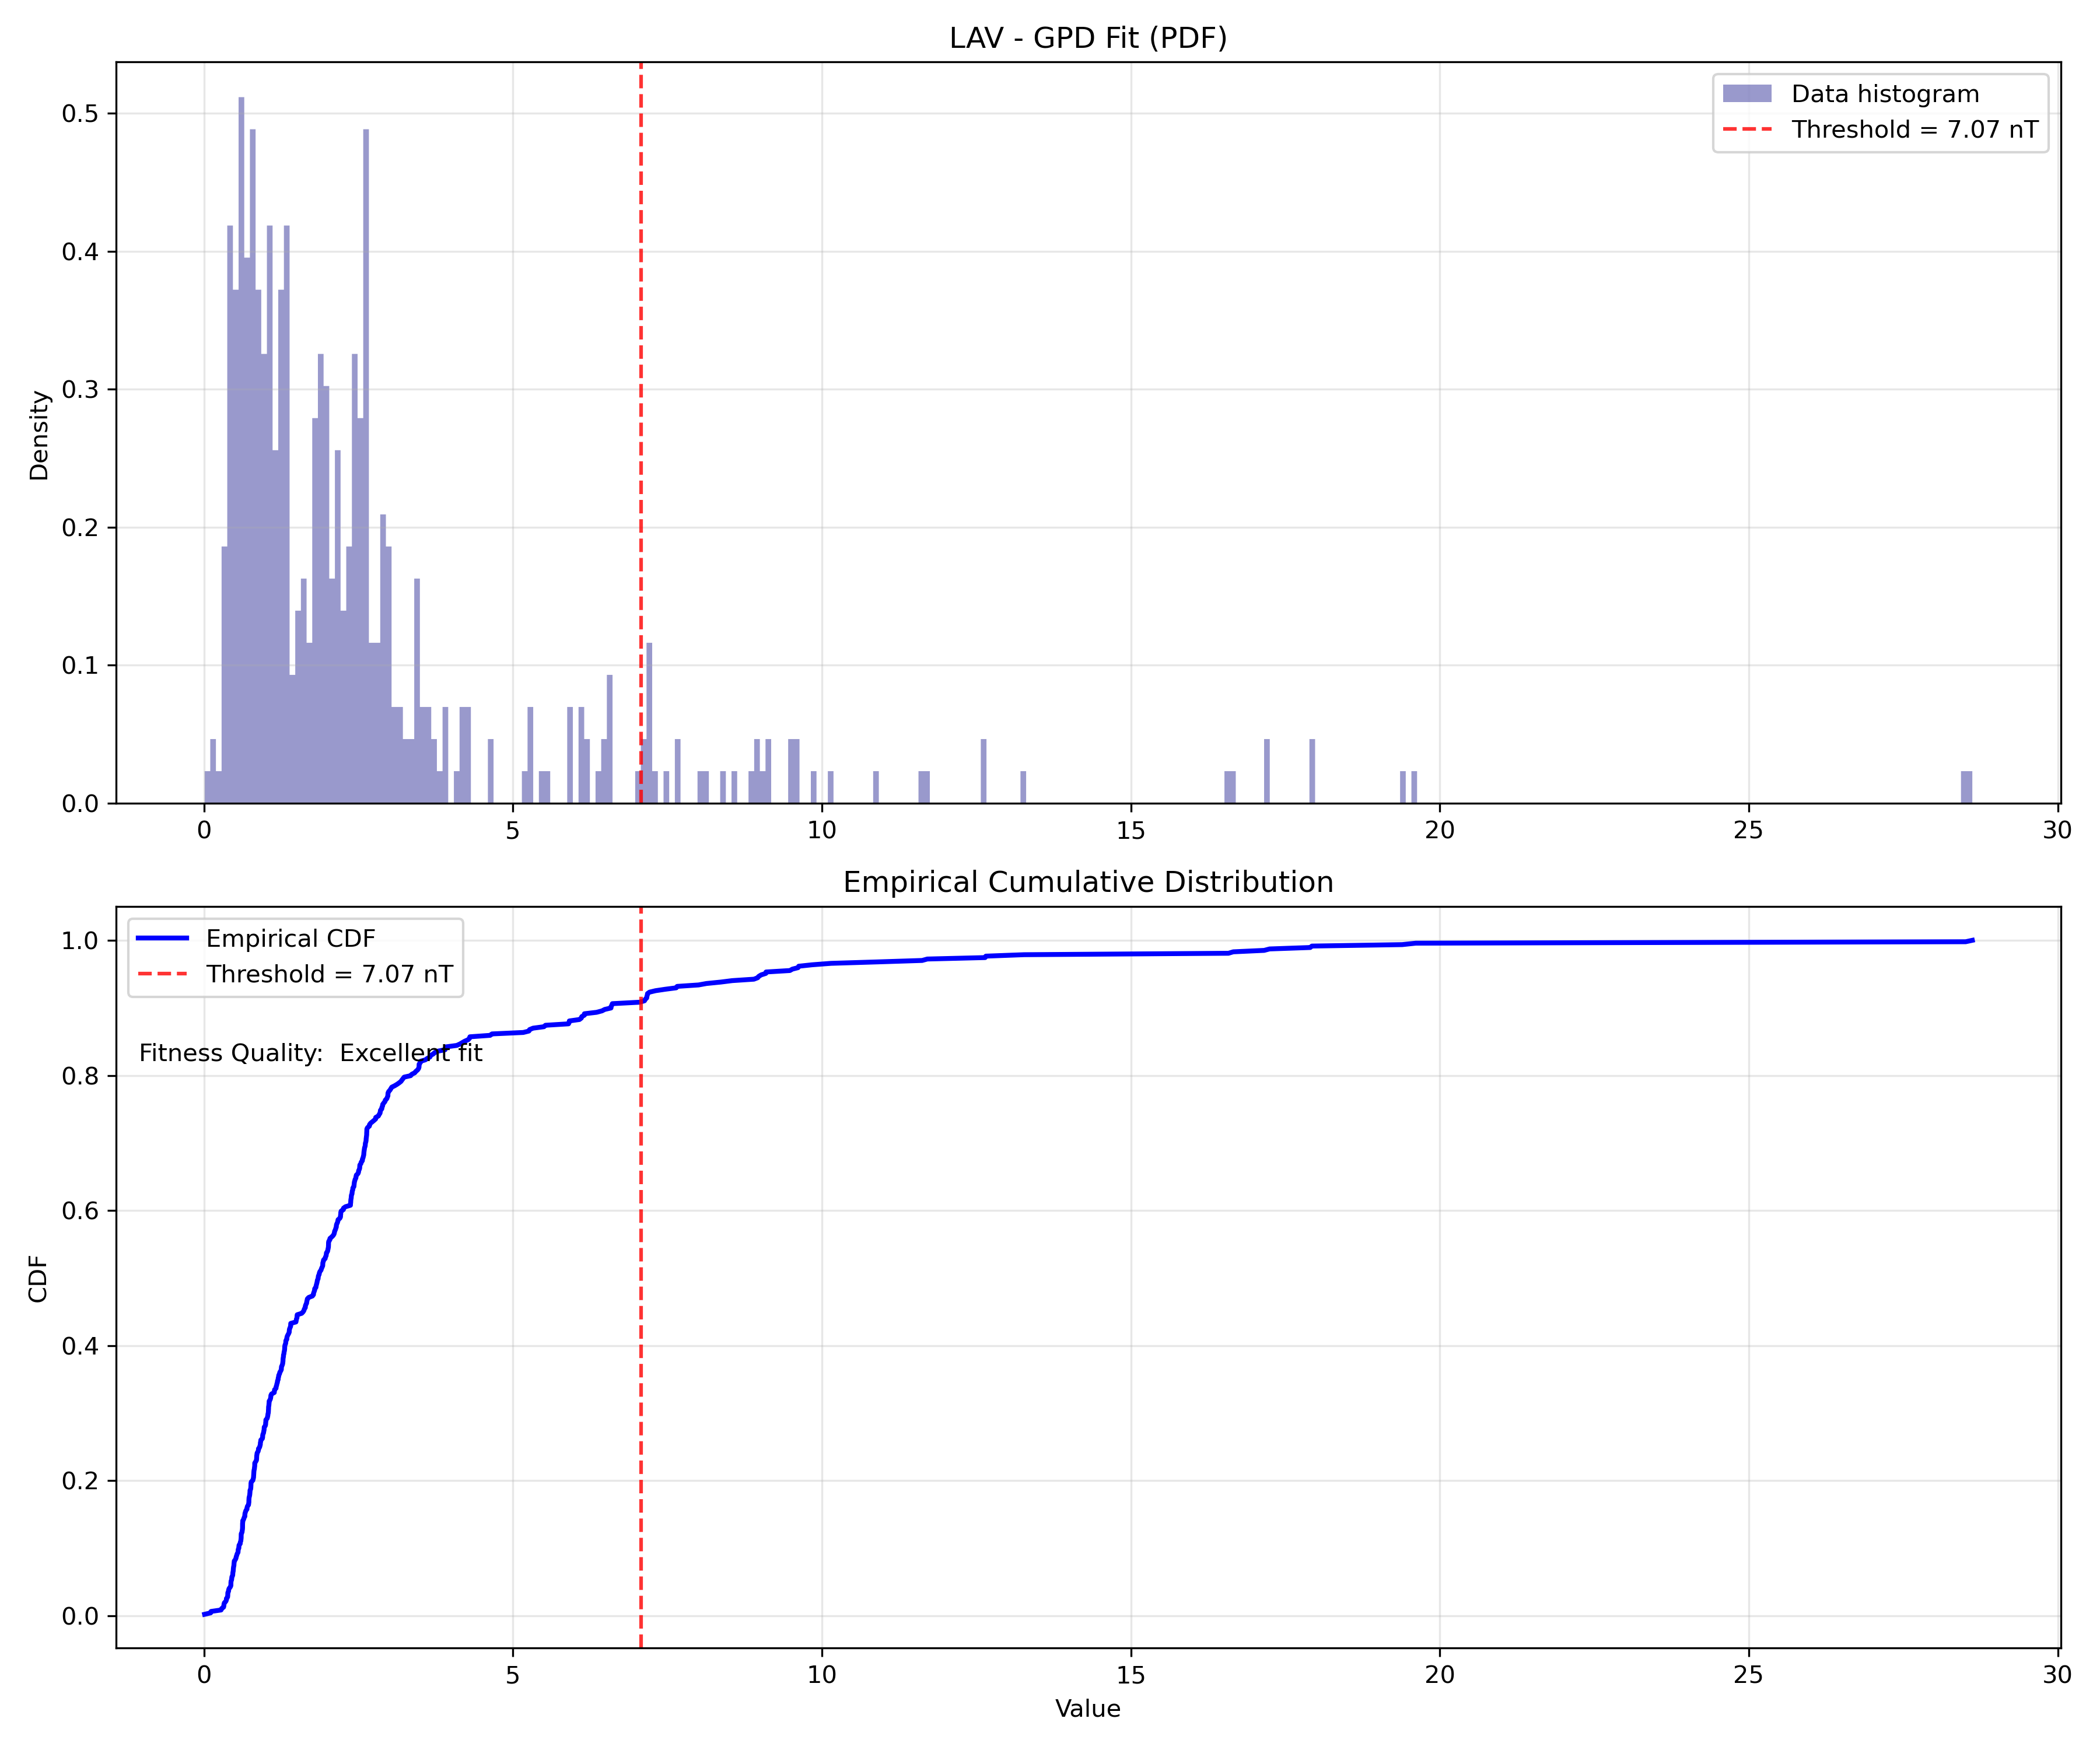 LAV - GPD Fit (PDF)
Data histogram
Threshold = 7.07 nT
Density
0.5
0.4
0.3
0.2
0.1
0.0
0 5 10 15 20 25 30
Empirical Cumulative Distribution
Empirical CDF
Threshold = 7.07 nT
Fitness Quality: Excellent fit
CDF
1.0
0.8
0.6
0.4
0.2
0.0
0 5 10 15 20 25 30
Value